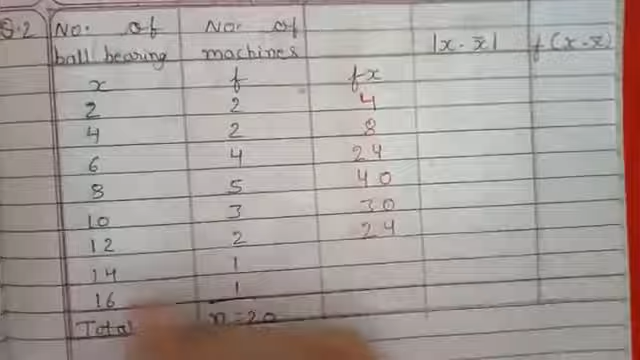 Q.2 No. of No. of
ball bearing machines |x-x̄| f(x-x̄)
x f fx
2 2 4
4 2 8
6 4 24
8 5 40
10 3 30
12 2 24
14 1
16 1
Total n=20